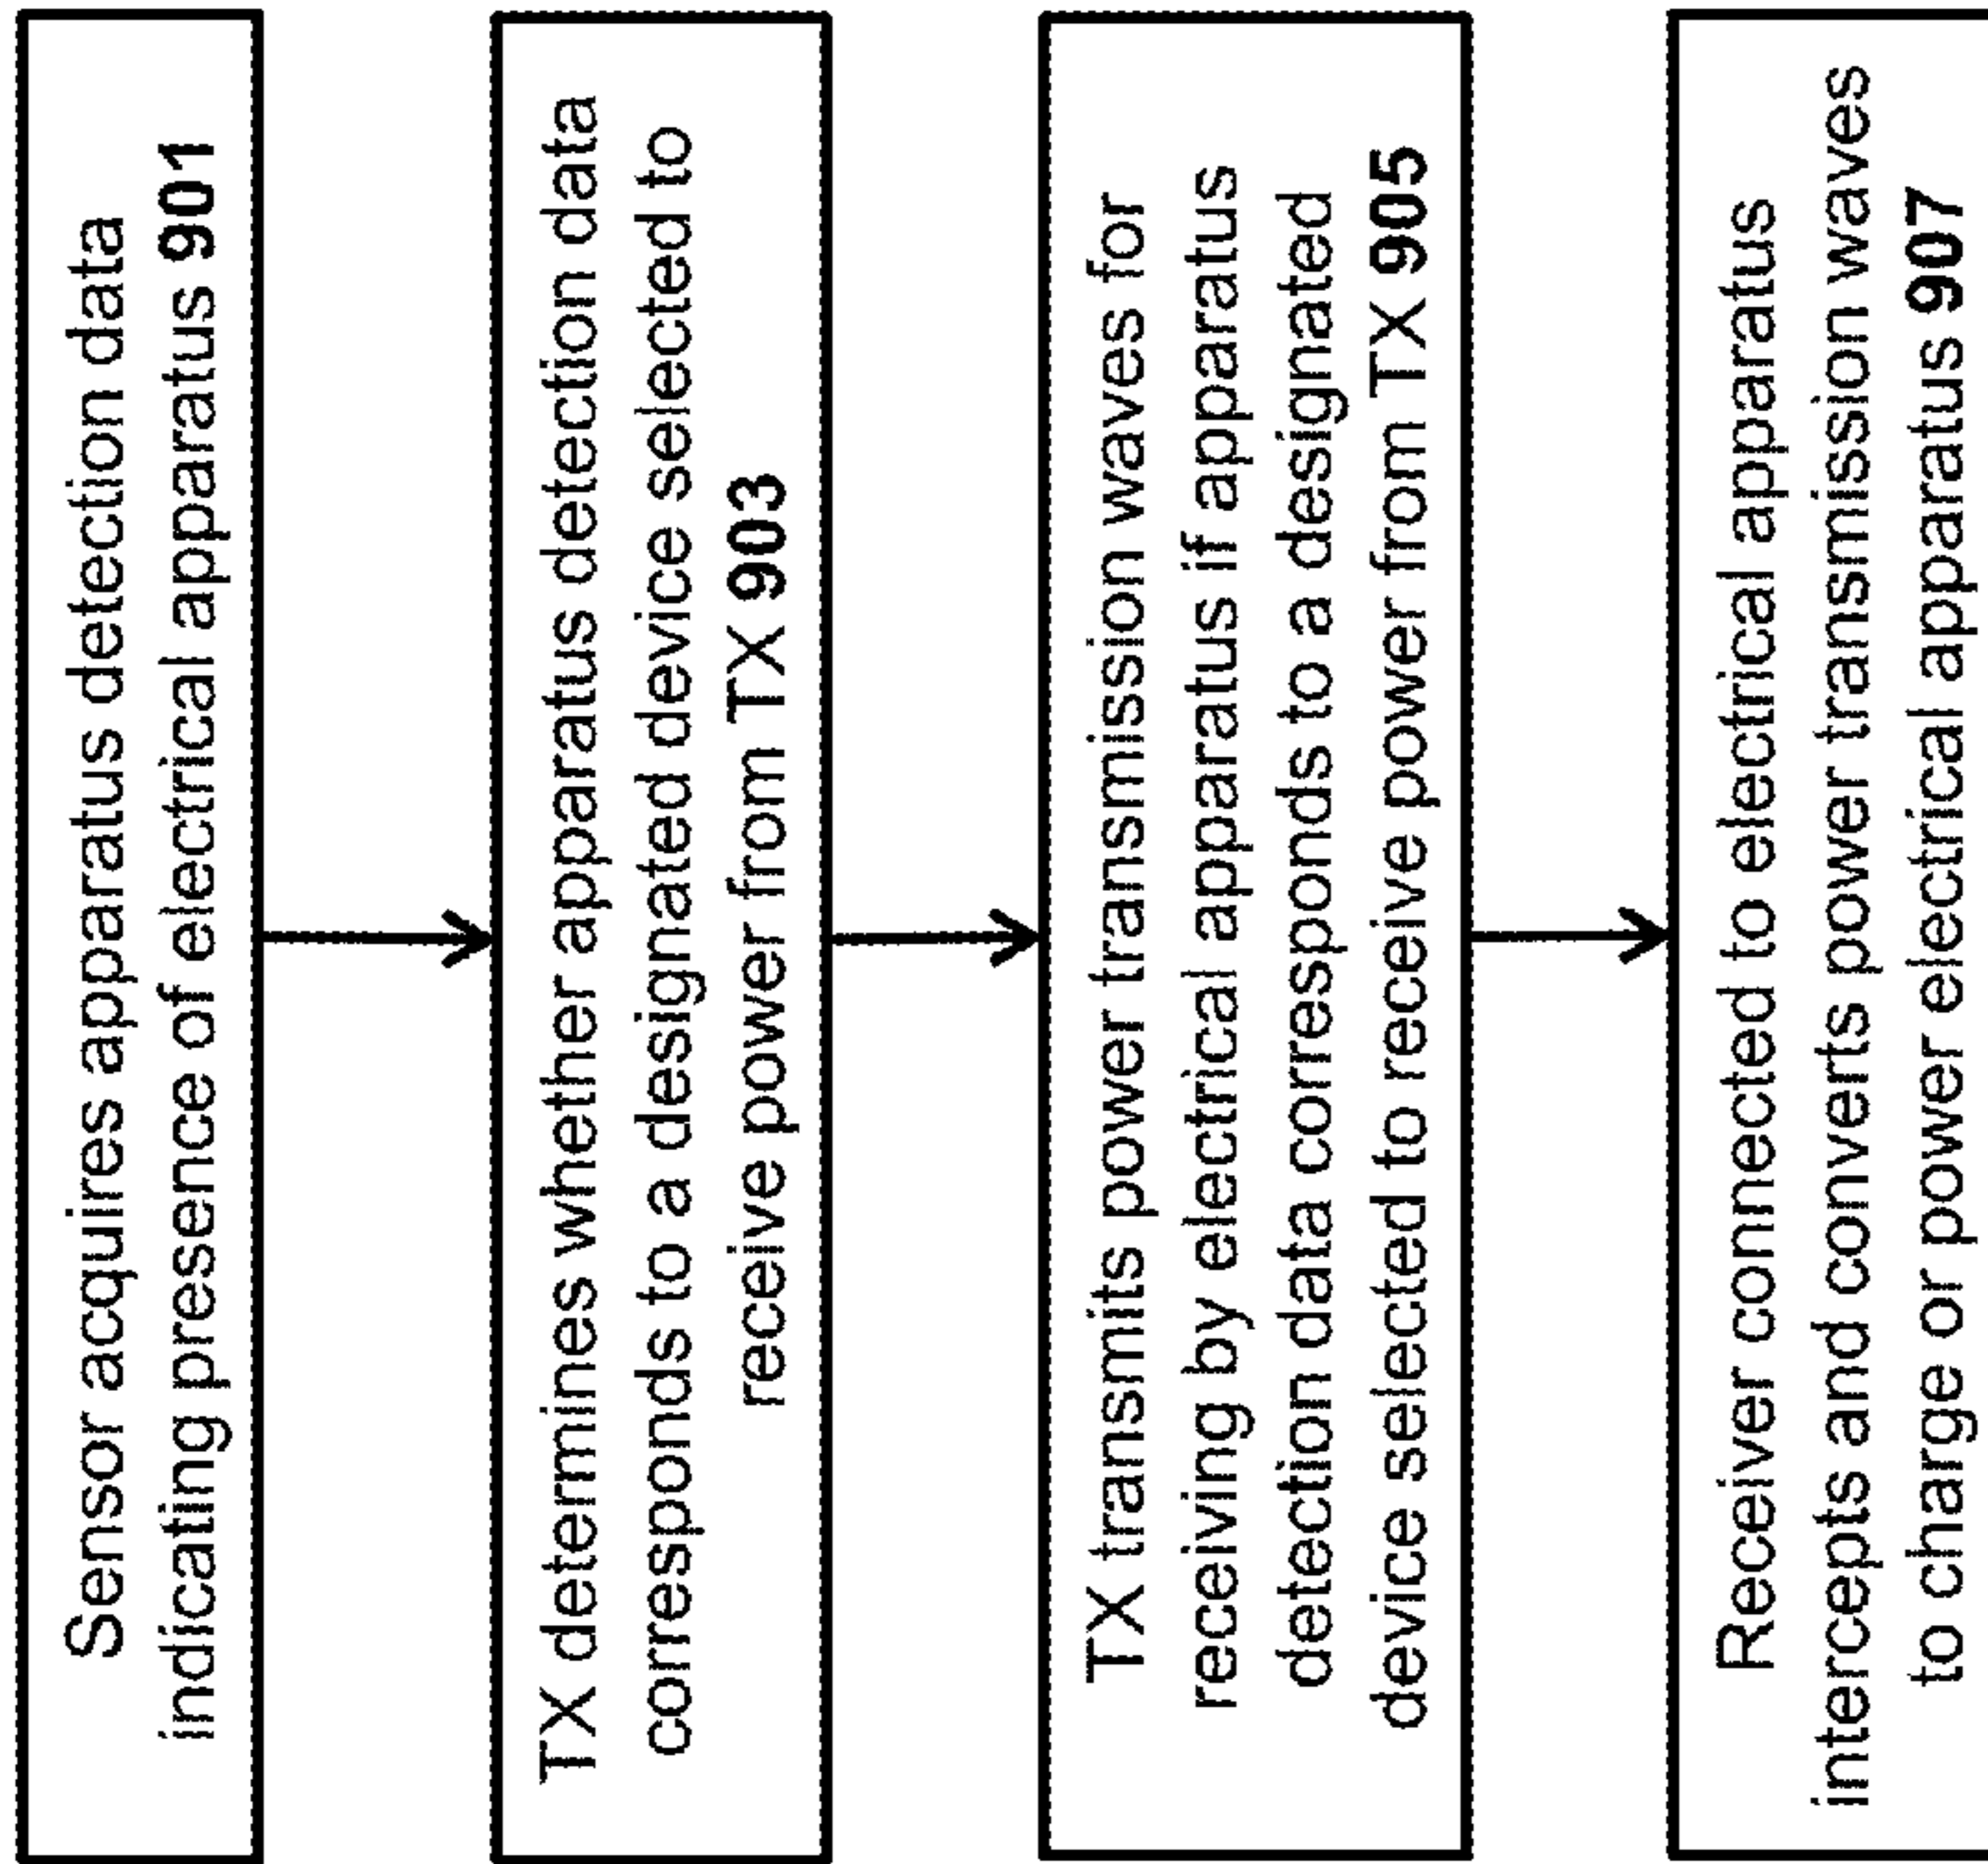 Sensor acquires apparatus detection data
indicating presence of electrical apparatus 901
TX determines whether apparatus detection data
corresponds to a designated device selected to
receive power from TX 903
TX transmits power transmission waves for
receiving by electrical apparatus if apparatus
detection data corresponds to a designated
device selected to receive power from TX 905
Receiver connected to electrical apparatus
intercepts and converts power transmission waves
to charge or power electrical apparatus 907